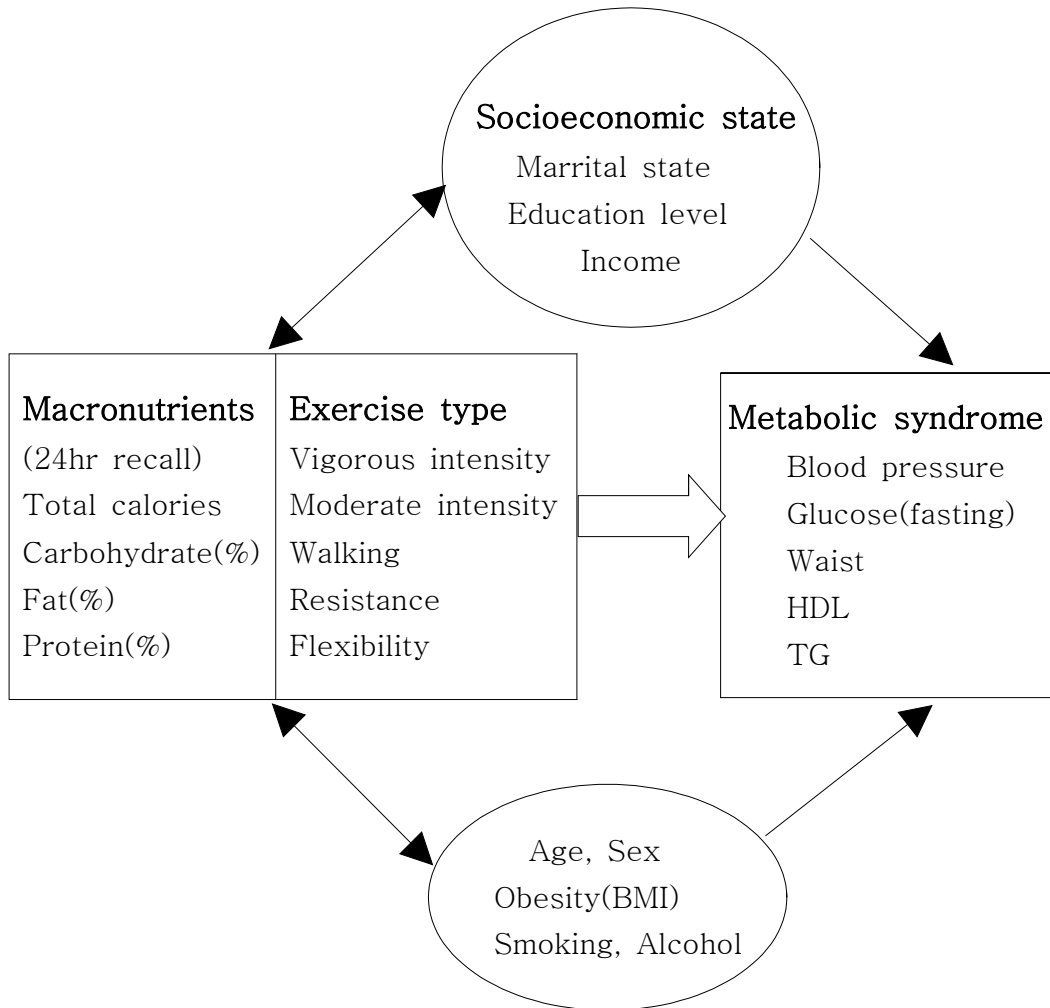 Socioeconomic state
Marrital state
Education level
Income
Macronutrients
(24hr recall)
Total calories
Carbohydrate(%)
Fat(%)
Protein(%)
Exercise type
Vigorous intensity
Moderate intensity
Walking
Resistance
Flexibility
Metabolic syndrome
Blood pressure
Glucose(fasting)
Waist
HDL
TG
Age, Sex
Obesity(BMI)
Smoking, Alcohol